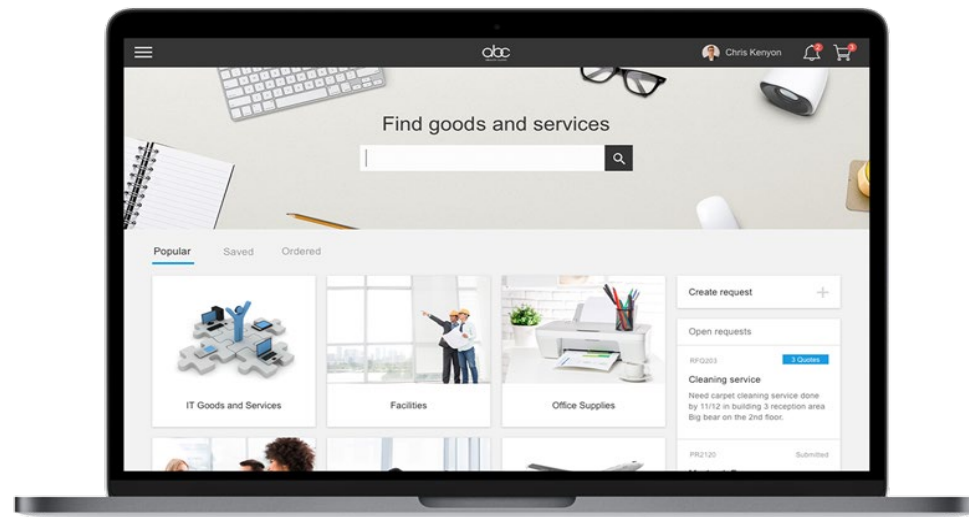 abc
Chris Kenyon
2
3
Find goods and services
Popular
Saved
Ordered
IT Goods and Services
Facilities
Office Supplies
Create request
Open requests
RFQ203
3 Quotes
Cleaning service
Need carpet cleaning service done
by 11/12 in building 3 reception area
Big bear on the 2nd floor.
PR2120
Submitted